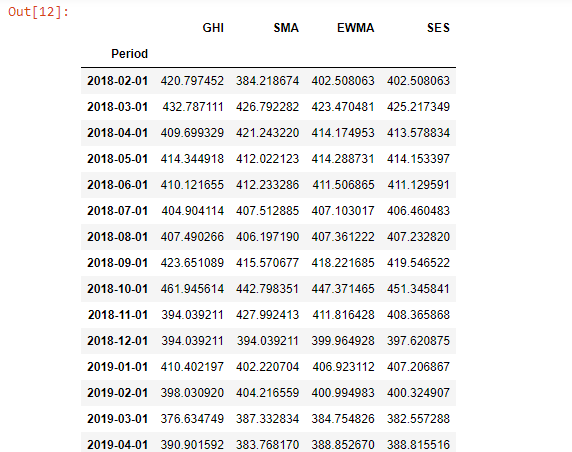 Out[12]:
GHI SMA EWMA SES
Period
2018-02-01 420.797452 384.218674 402.508063 402.508063
2018-03-01 432.787111 426.792282 423.470481 425.217349
2018-04-01 409.699329 421.243220 414.174953 413.578834
2018-05-01 414.344918 412.022123 414.288731 414.153397
2018-06-01 410.121655 412.233286 411.506865 411.129591
2018-07-01 404.904114 407.512885 407.103017 406.460483
2018-08-01 407.490266 406.197190 407.361222 407.232820
2018-09-01 423.651089 415.570677 418.221685 419.546522
2018-10-01 461.945614 442.798351 447.371465 451.345841
2018-11-01 394.039211 427.992413 411.816428 408.365868
2018-12-01 394.039211 394.039211 399.964928 397.620875
2019-01-01 410.402197 402.220704 406.923112 407.206867
2019-02-01 398.030920 404.216559 400.994983 400.324907
2019-03-01 376.634749 387.332834 384.754826 382.557288
2019-04-01 390.901592 383.768170 388.852670 388.815516